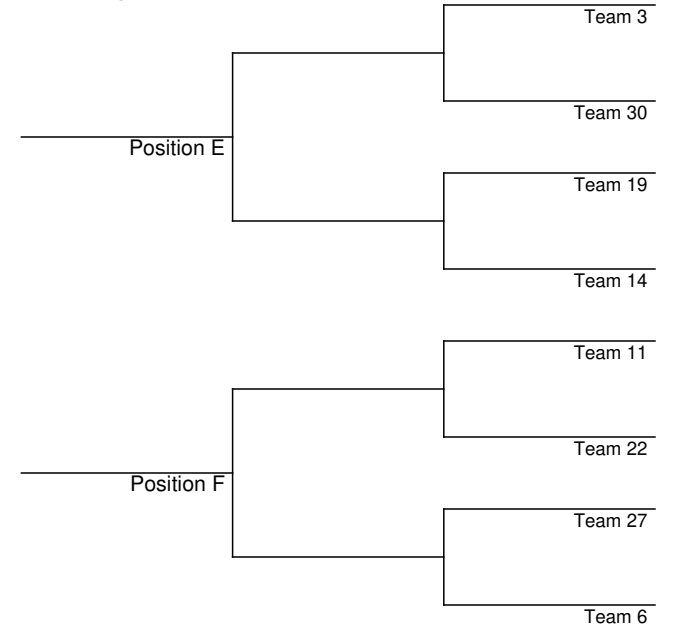 Team 3
Team 30
Position E
Team 19
Team 14
Team 11
Team 22
Position F
Team 27
Team 6